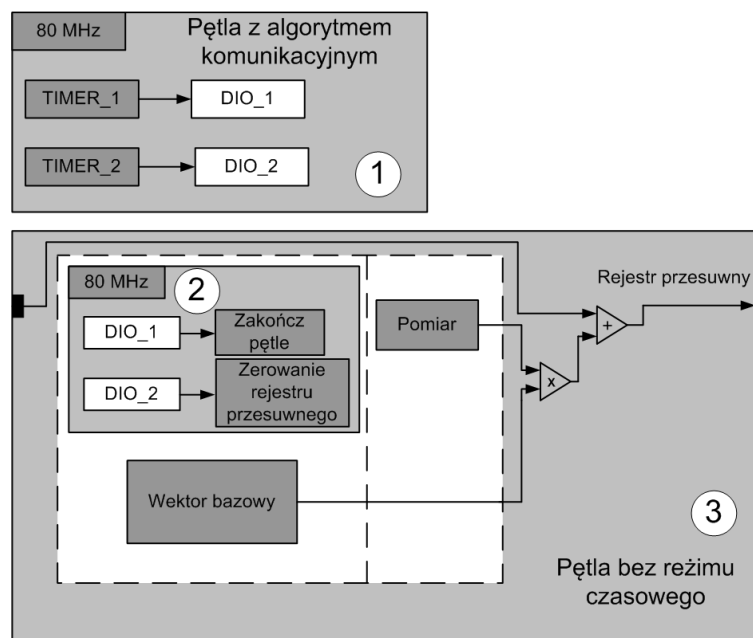 80 MHz
Pętla z algorytmem
komunikacyjnym
TIMER_1
DIO_1
TIMER_2
DIO_2
1
80 MHz
2
DIO_1
Zakończ
pętle
DIO_2
Zerowanie
rejestru
przesuwnego
Wektor bazowy
Pomiar
x
+
Rejestr przesuwny
3
Pętla bez reżimu
czasowego